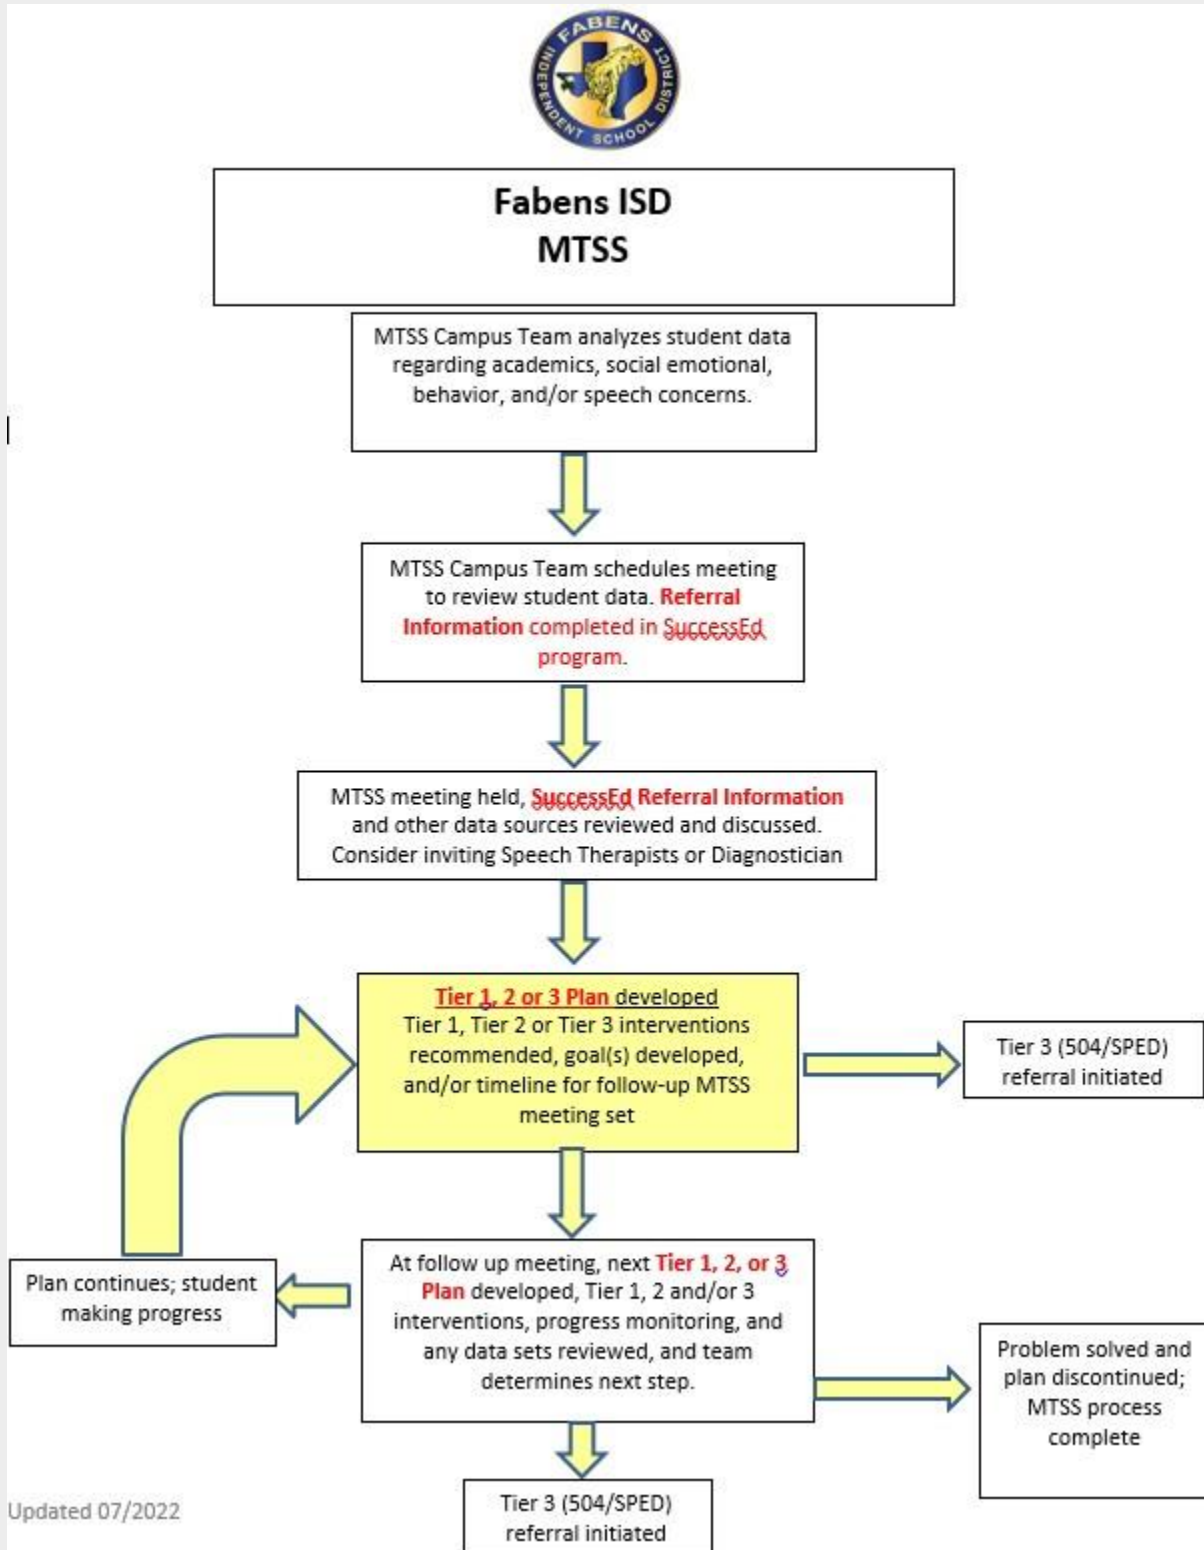 FABENS
INDEPENDENT SCHOOL DISTRICT
Fabens ISD
MTSS
MTSS Campus Team analyzes student data
regarding academics, social emotional,
behavior, and/or speech concerns.
MTSS Campus Team schedules meeting
to review student data. Referral
Information completed in SuccessEd
program.
MTSS meeting held, SuccessEd Referral Information
and other data sources reviewed and discussed.
Consider inviting Speech Therapists or Diagnostician
Tier 1, 2 or 3 Plan developed
Tier 1, Tier 2 or Tier 3 interventions
recommended, goal(s) developed,
and/or timeline for follow-up MTSS
meeting set
Tier 3 (504/SPED)
referral initiated
Plan continues; student
making progress
At follow up meeting, next Tier 1, 2, or 3
Plan developed, Tier 1, 2 and/or 3
interventions, progress monitoring, and
any data sets reviewed, and team
determines next step.
Problem solved and
plan discontinued;
MTSS process
complete
Tier 3 (504/SPED)
referral initiated
Updated 07/2022